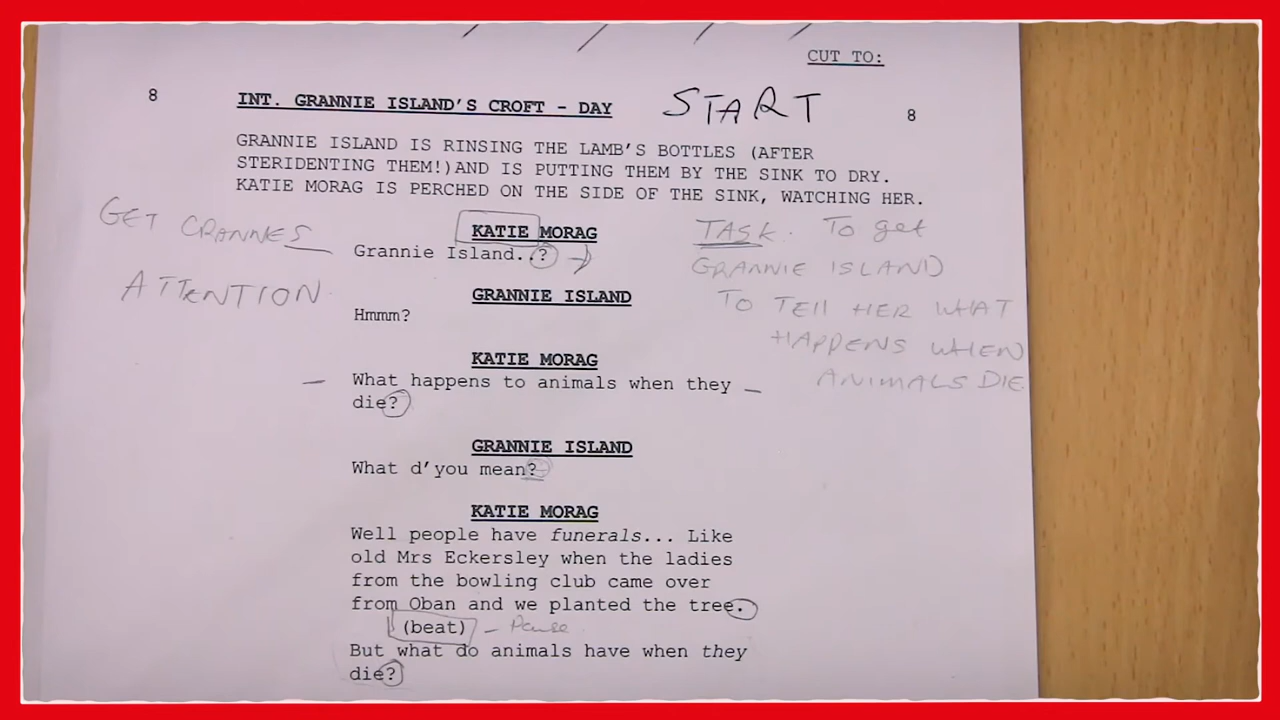 CUT TO:
8 INT. GRANNIE ISLAND'S CROFT - DAY START 8
GRANNIE ISLAND IS RINSING THE LAMB'S BOTTLES (AFTER
STERIDENTING THEM!)AND IS PUTTING THEM BY THE SINK TO DRY.
KATIE MORAG IS PERCHED ON THE SIDE OF THE SINK, WATCHING HER.
GET GRANNES
ATTENTION
KATIE MORAG
Grannie Island..?
TASK. To get
GRANNIE ISLAND
TO TELL HER WHAT
HAPPENS WHEN
ANIMALS DIE
GRANNIE ISLAND
Hmmm?
KATIE MORAG
What happens to animals when they
die?
GRANNIE ISLAND
What d'you mean?
KATIE MORAG
Well people have funerals... Like
old Mrs Eckersley when the ladies
from the bowling club came over
from Oban and we planted the tree.
(beat) - Pause
But what do animals have when they
die?